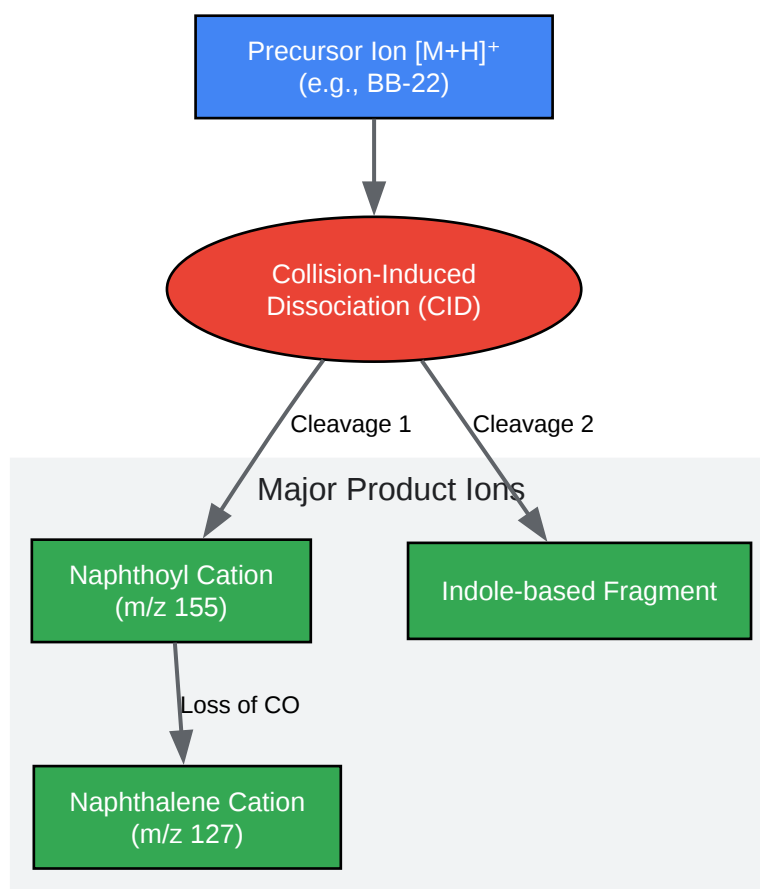 Precursor Ion [M+H]⁺
(e.g., BB-22)
Collision-Induced
Dissociation (CID)
Cleavage 1
Cleavage 2
Major Product Ions
Naphthoyl Cation
(m/z 155)
Indole-based Fragment
Loss of CO
Naphthalene Cation
(m/z 127)